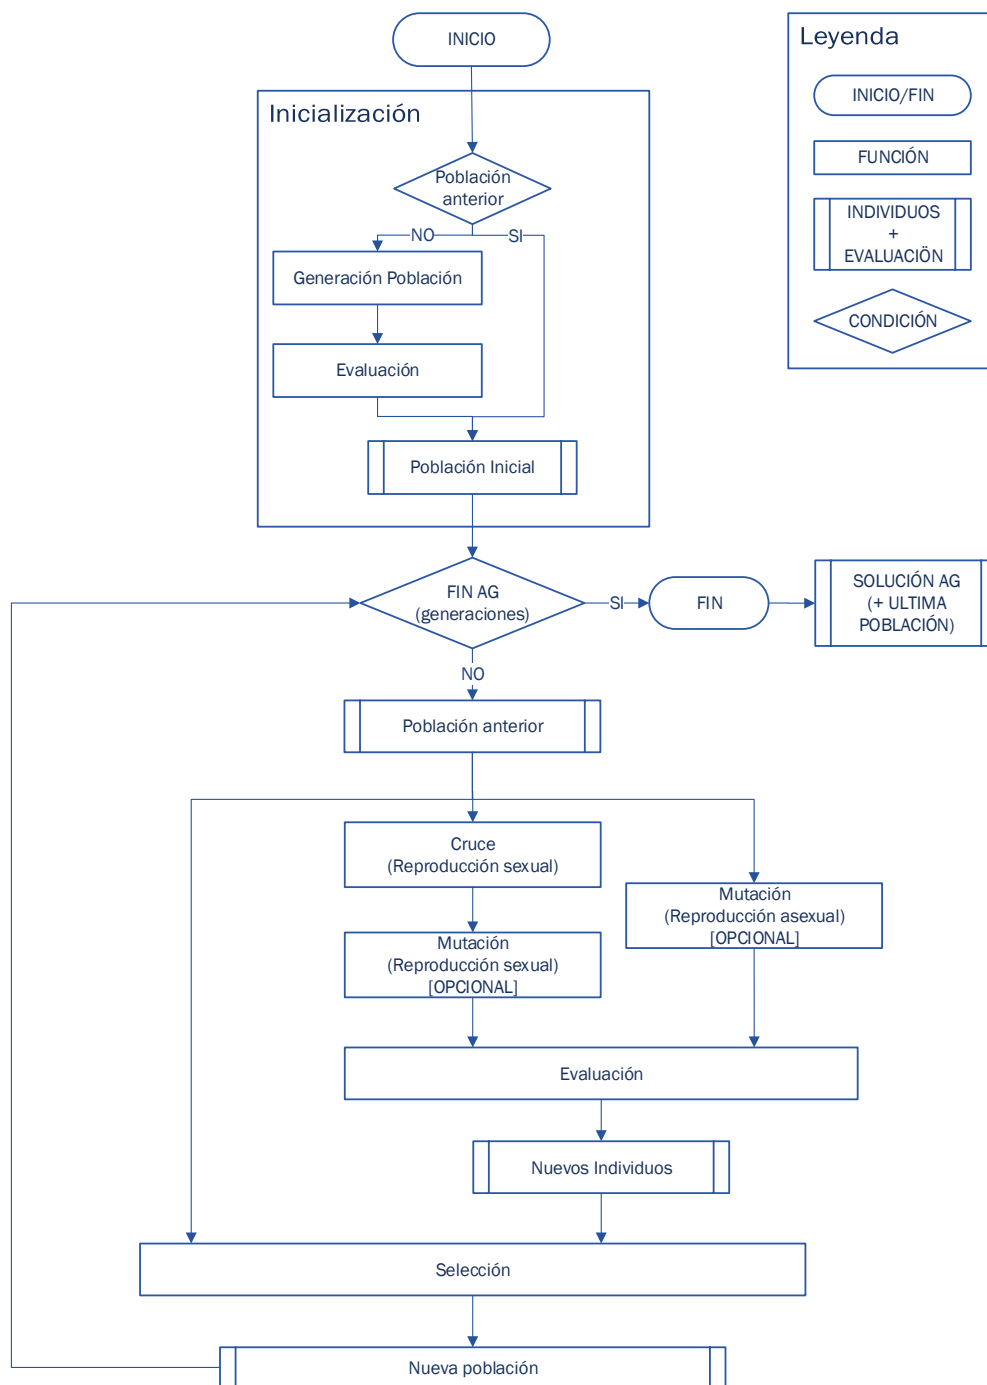 INICIO
Inicialización
Población
anterior
NO
SI
Generación Población
Evaluación
Población Inicial
FIN AG
(generaciones)
SI
FIN
SOLUCIÓN AG
(+ ULTIMA
POBLACIÓN)
NO
Población anterior
Cruce
(Reproducción sexual)
Mutación
(Reproducción sexual)
[OPCIONAL]
Mutación
(Reproducción asexual)
[OPCIONAL]
Evaluación
Nuevos Individuos
Selección
Nueva población
Leyenda
INICIO/FIN
FUNCIÓN
INDIVIDUOS
+
EVALUACIÖN
CONDICIÓN